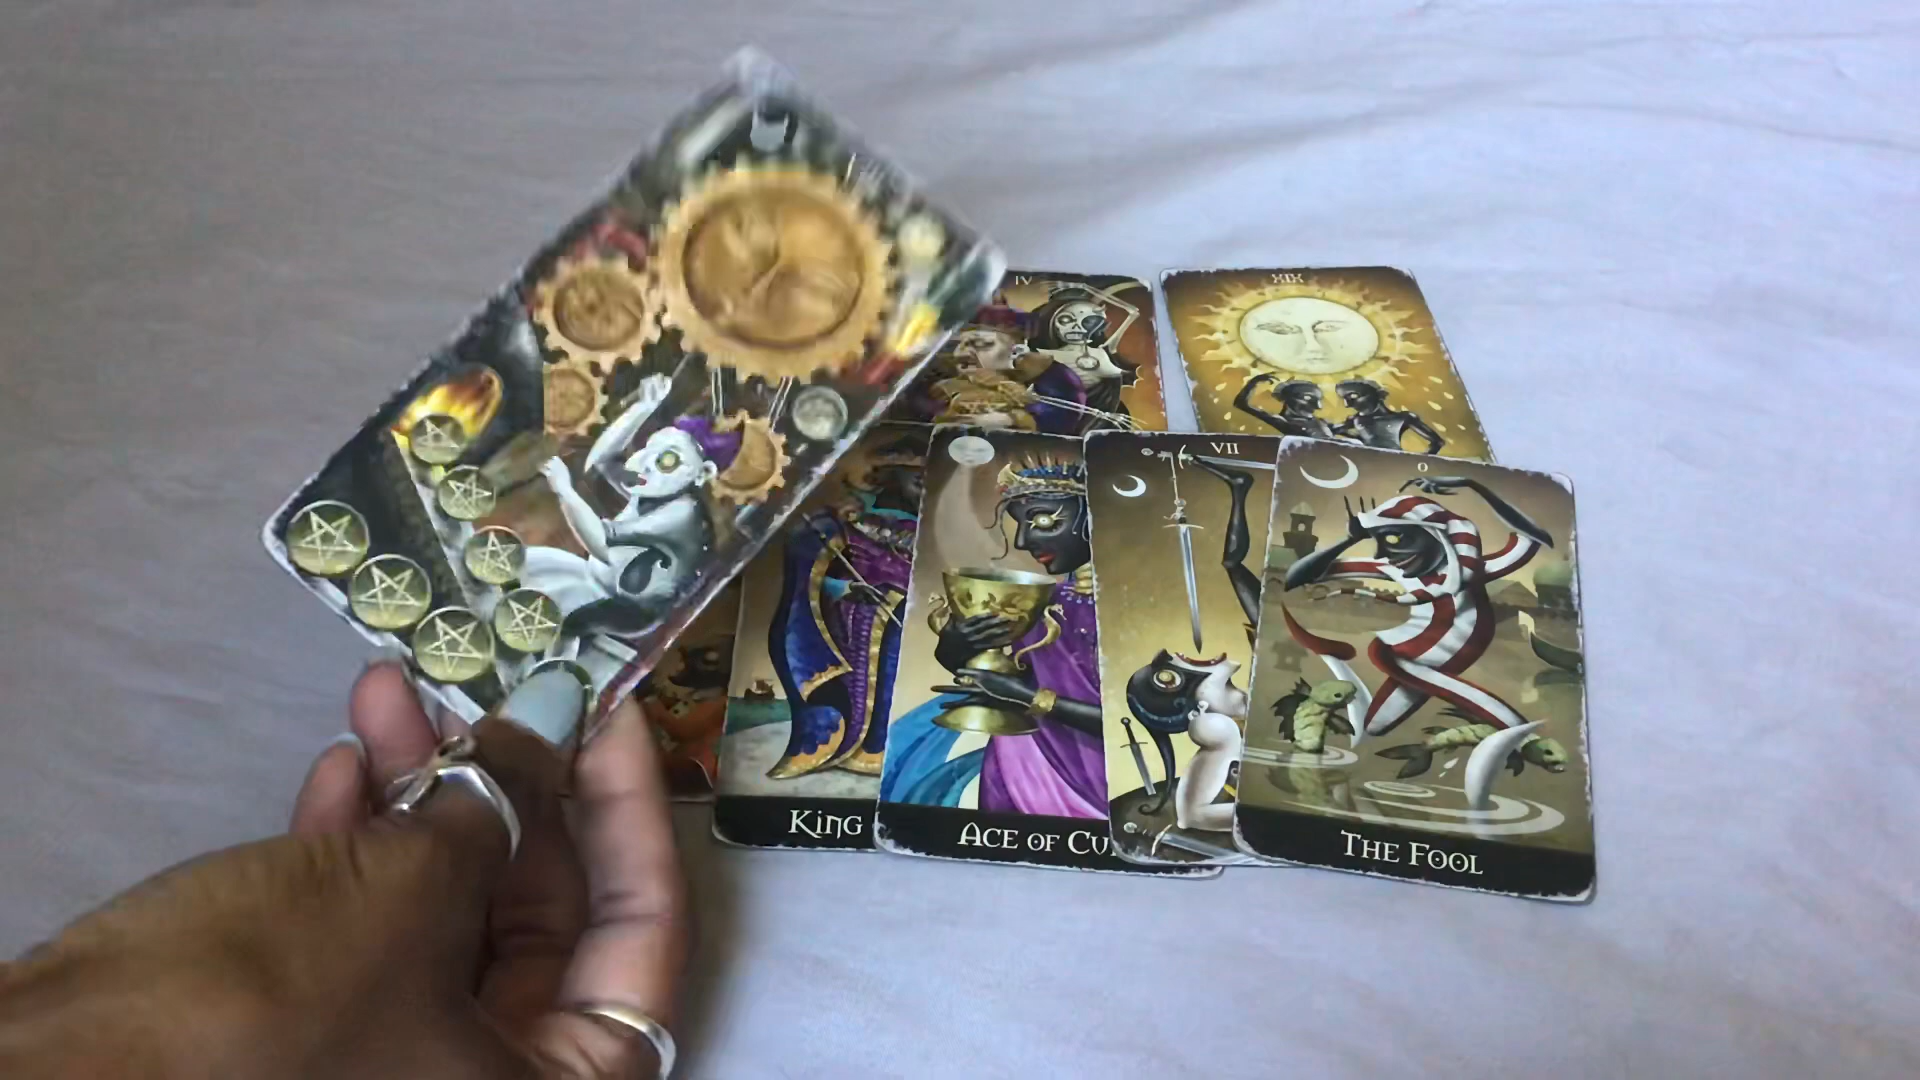 IV
XIX
VII
0
King
Ace of Cu
The Fool